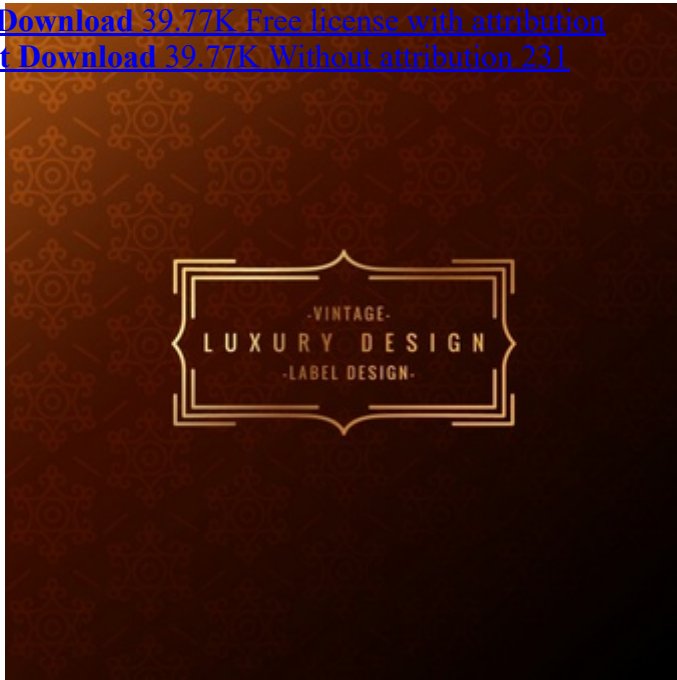 Download 39.77K Free license with attribution
t Download 39.77K Without attribution 231
-VINTAGE-
LUXURY DESIGN
-LABEL DESIGN-